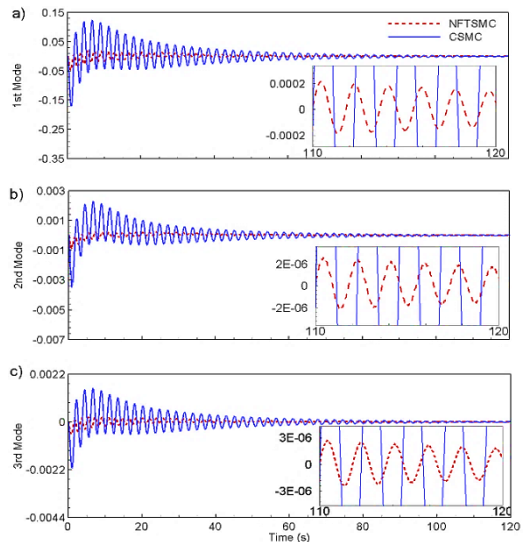 a)
0.15
0.05
-0.05
-0.15
-0.25
-0.35
1st Mode
NFTSMC
CSMC
0.0002
0
-0.0002
110
120
b)
0.003
0.001
-0.001
-0.003
-0.005
-0.007
2nd Mode
2E-06
0
-2E-06
110
120
c)
0.0022
0
-0.0022
-0.0044
3rd Mode
3E-06
0
-3E-06
110
120
0
20
40
60
80
100
120
Time (s)